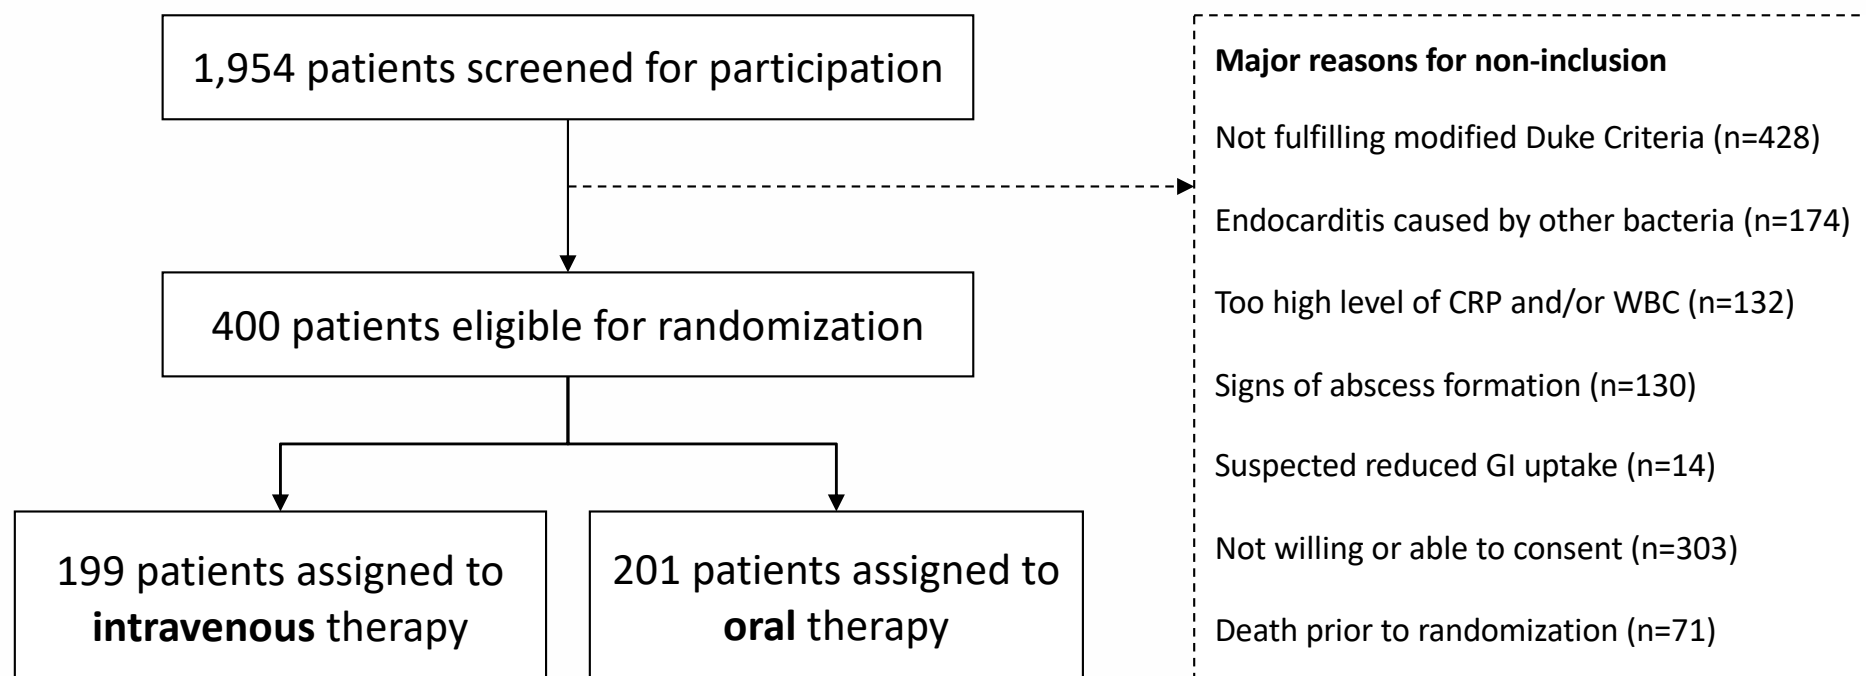 1,954 patients screened for participation
400 patients eligible for randomization
199 patients assigned to
intravenous therapy
201 patients assigned to
oral therapy
Major reasons for non-inclusion
Not fulfilling modified Duke Criteria (n=428)
Endocarditis caused by other bacteria (n=174)
Too high level of CRP and/or WBC (n=132)
Signs of abscess formation (n=130)
Suspected reduced GI uptake (n=14)
Not willing or able to consent (n=303)
Death prior to randomization (n=71)